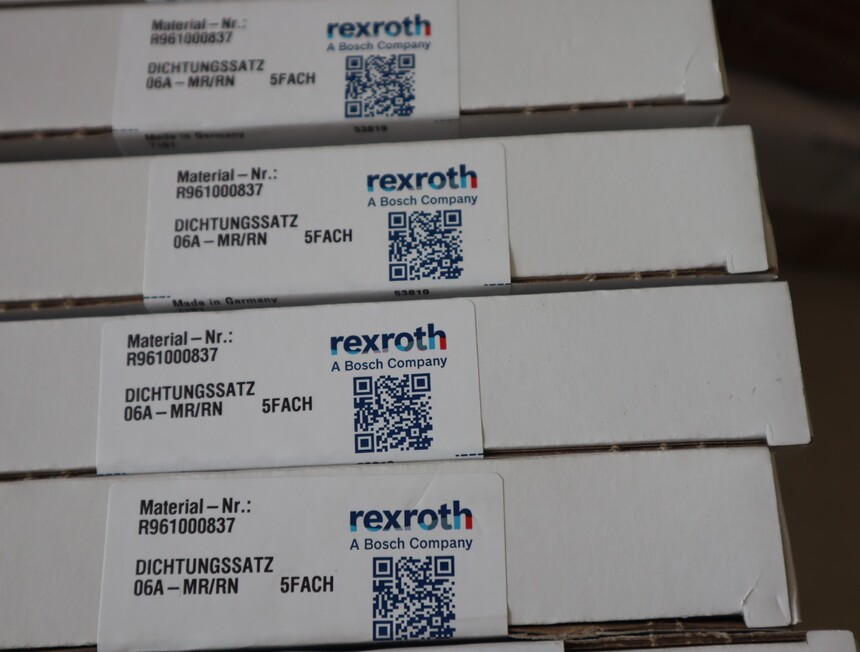 Material-Nr.:
R961000837
rexroth
A Bosch Company
DICHTUNGSSATZ
06A-MR/RN 5FACH
Made in Germany
53819
Material-Nr.:
R961000837
rexroth
A Bosch Company
DICHTUNGSSATZ
06A-MR/RN 5FACH
Made in Germany
53819
Material-Nr.:
R961000837
rexroth
A Bosch Company
DICHTUNGSSATZ
06A-MR/RN 5FACH
Material-Nr.:
R961000837
rexroth
A Bosch Company
DICHTUNGSSATZ
06A-MR/RN 5FACH